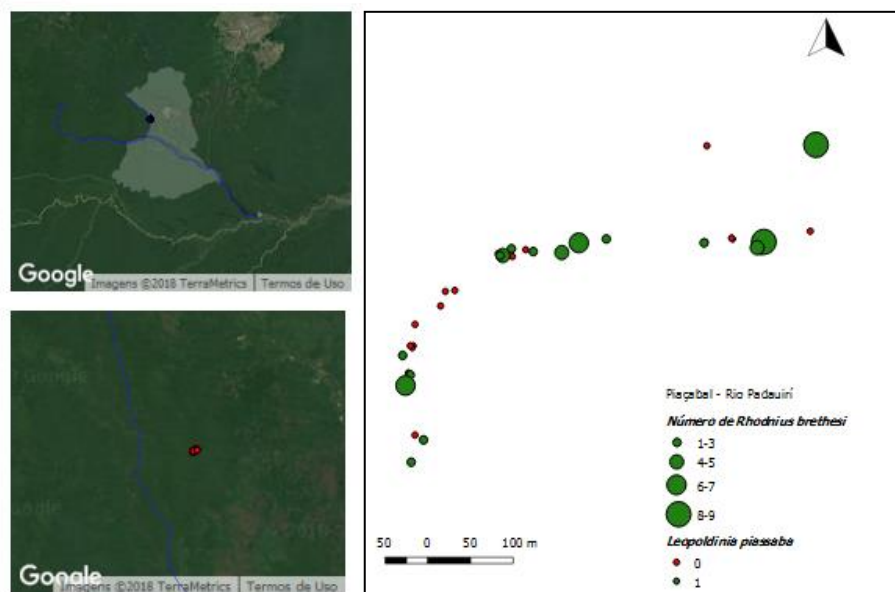 Google
Imagens ©2018 TerraMetrics
Termos de Uso
Google
Imagens ©2018 TerraMetrics
Termos de Uso
Piaçabal - Rio Padauirí
Número de Rhodnius brethesi
1-3
4-5
6-7
8-9
50 0 50 100 m
Leopoldinia piassaba
0
1